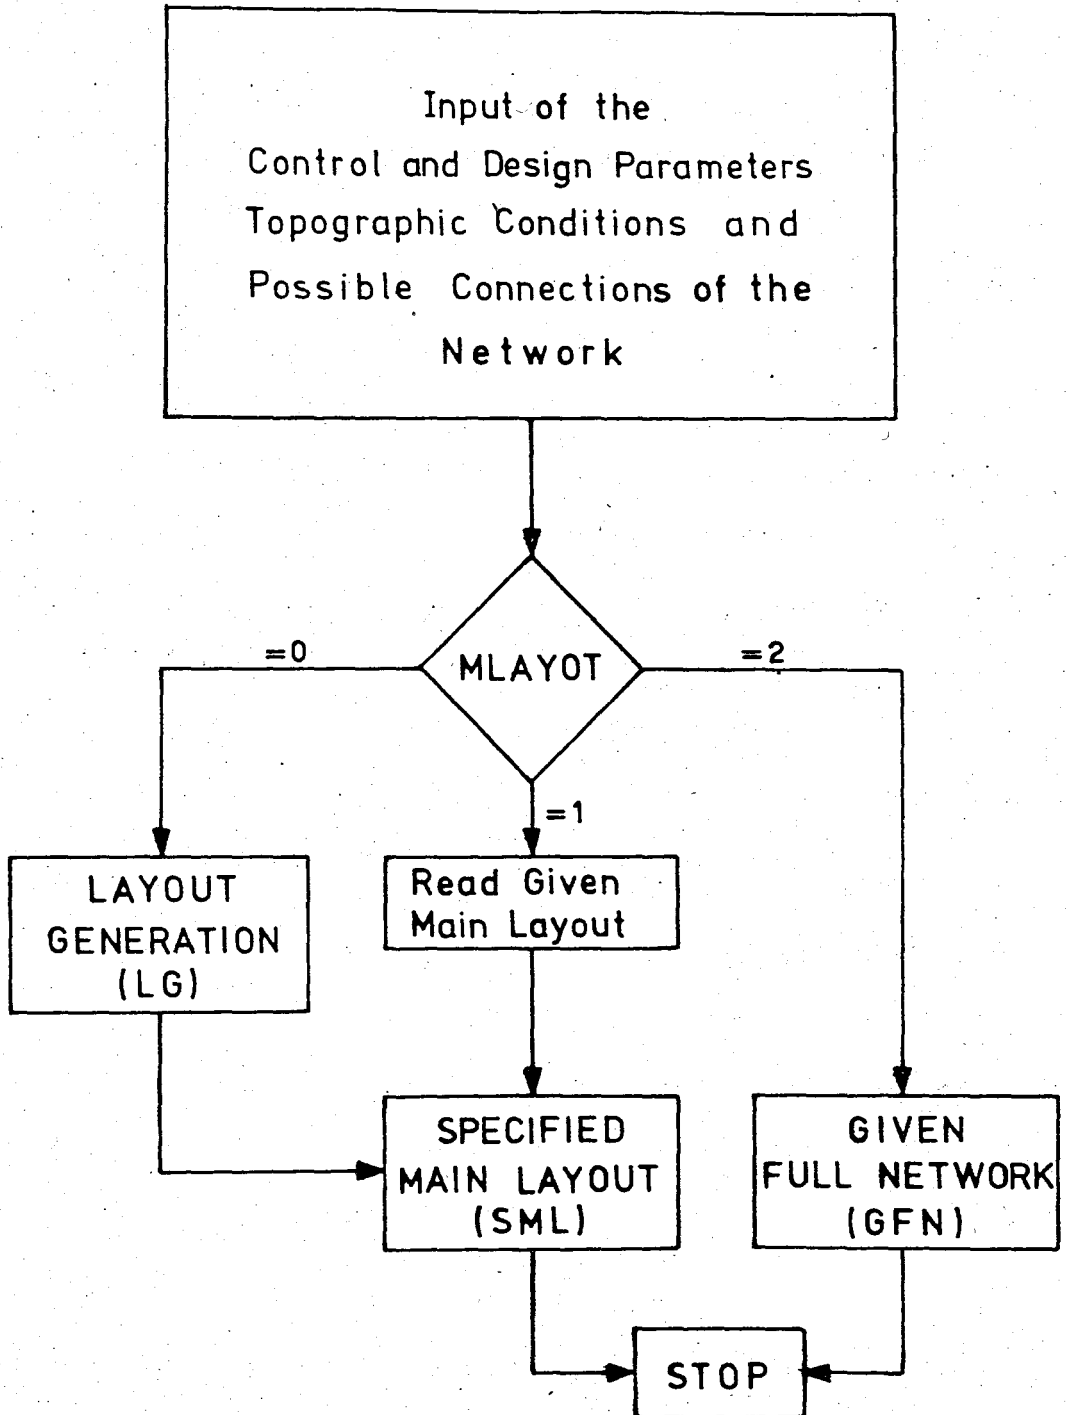 Input of the
Control and Design Parameters
Topographic Conditions and
Possible Connections of the
Network
MLAYOT
=0
=2
=1
LAYOUT
GENERATION
(LG)
Read Given
Main Layout
SPECIFIED
MAIN LAYOUT
(SML)
GIVEN
FULL NETWORK
(GFN)
STOP